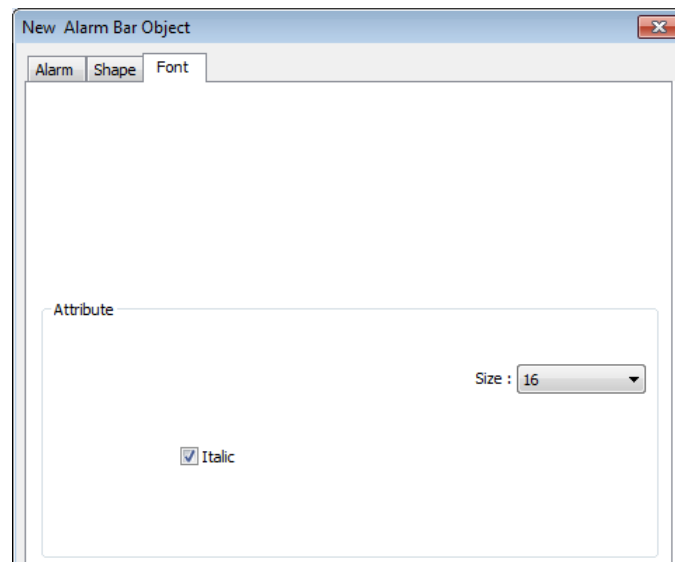 New Alarm Bar Object
Alarm Shape Font
Attribute
Size : 16
Italic